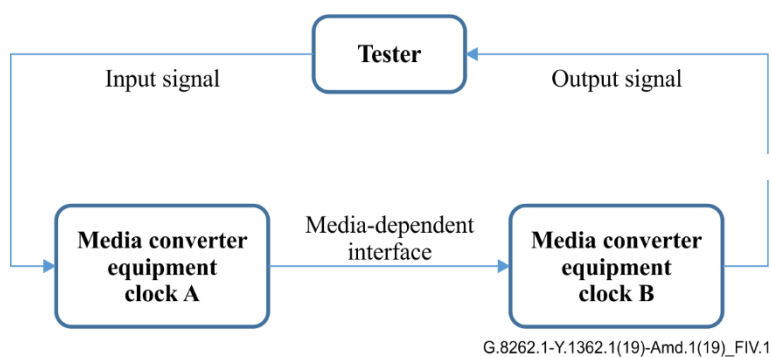 Tester
Input signal
Output signal
Media converter
equipment
clock A
Media-dependent
interface
Media converter
equipment
clock B
G.8262.1-Y.1362.1(19)-Amd.1(19)_FIV.1